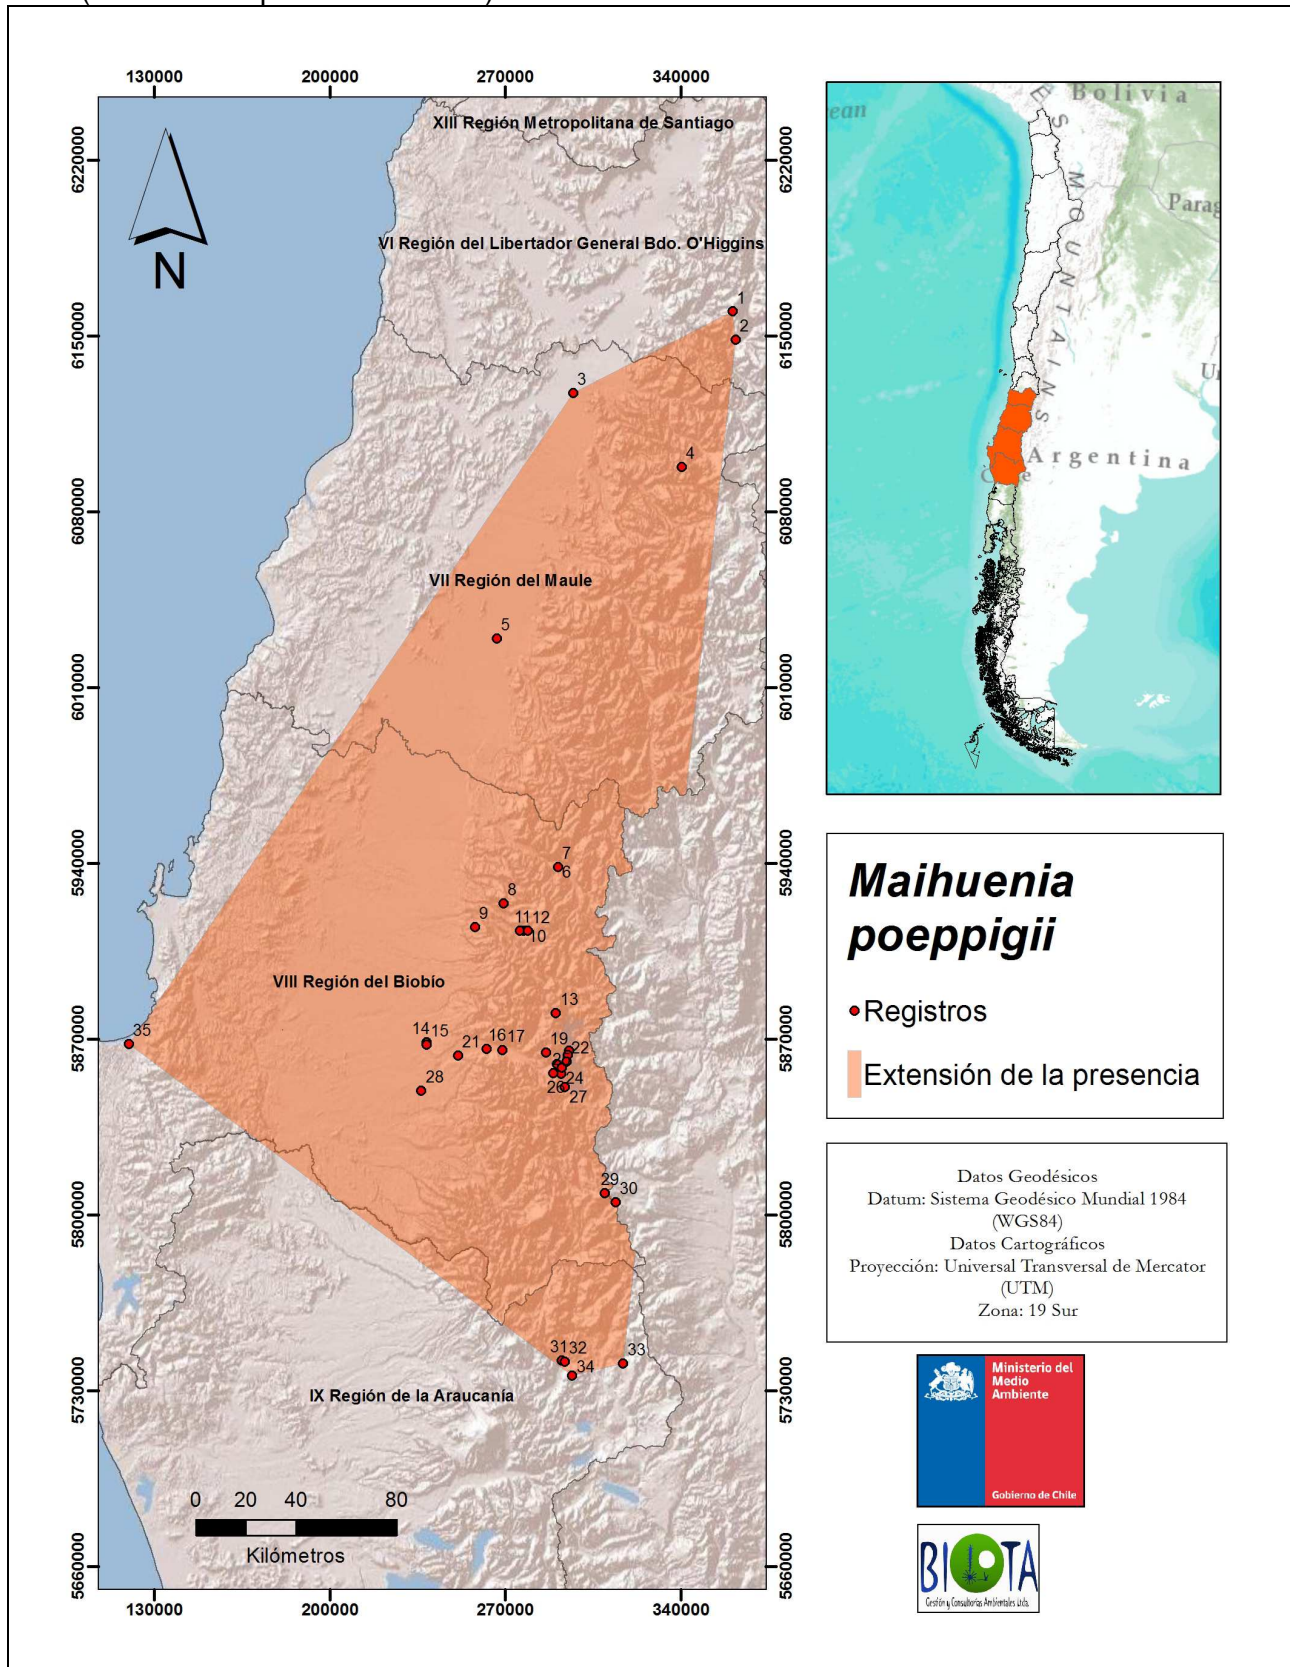 130000 200000 270000 340000
XIII Región Metropolitana de Santiago
6220000 6220000
VI Región del Libertador General Bdo. O'Higgins
N
1
6150000 2 6150000
3
4
6080000 6080000
VII Región del Maule
5
6010000 6010000
5940000 7 5940000
6
8
9 11 12
10
VIII Región del Biobío
13
5870000 35 14 15 16 17 19 22 5870000
21
28 26 24
27
29 30
5800000 5800000
31 32 33
34
5730000 5730000
IX Región de la Araucanía
0 20 40 80
Kilómetros
5660000 5660000
130000 200000 270000 340000
Bolivia
ean
MOUNTAINS
Parag
Argentina
Maihuenia
poeppigii
Registros
Extensión de la presencia
Datos Geodésicos
Datum: Sistema Geodésico Mundial 1984
(WGS84)
Datos Cartográficos
Proyección: Universal Transversal de Mercator
(UTM)
Zona: 19 Sur
Ministerio del
Medio
Ambiente
Gobierno de Chile
BIOTA
Gestión y Consultorías Ambientales Ltda.